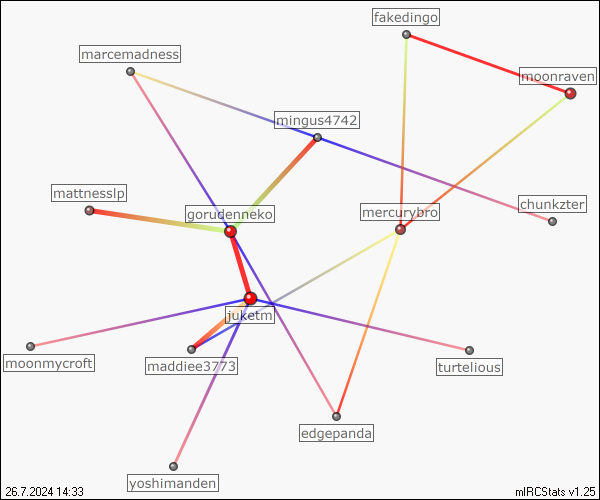 fakedingo
marcemadness
moonraven
mingus4742
mattnesslp
chunkzter
gorudenneko
mercurybro
juketm
moonmycroft
maddiee3773
turtelious
edgepanda
yoshimanden
26.7.2024 14:33
mIRCStats v1.25